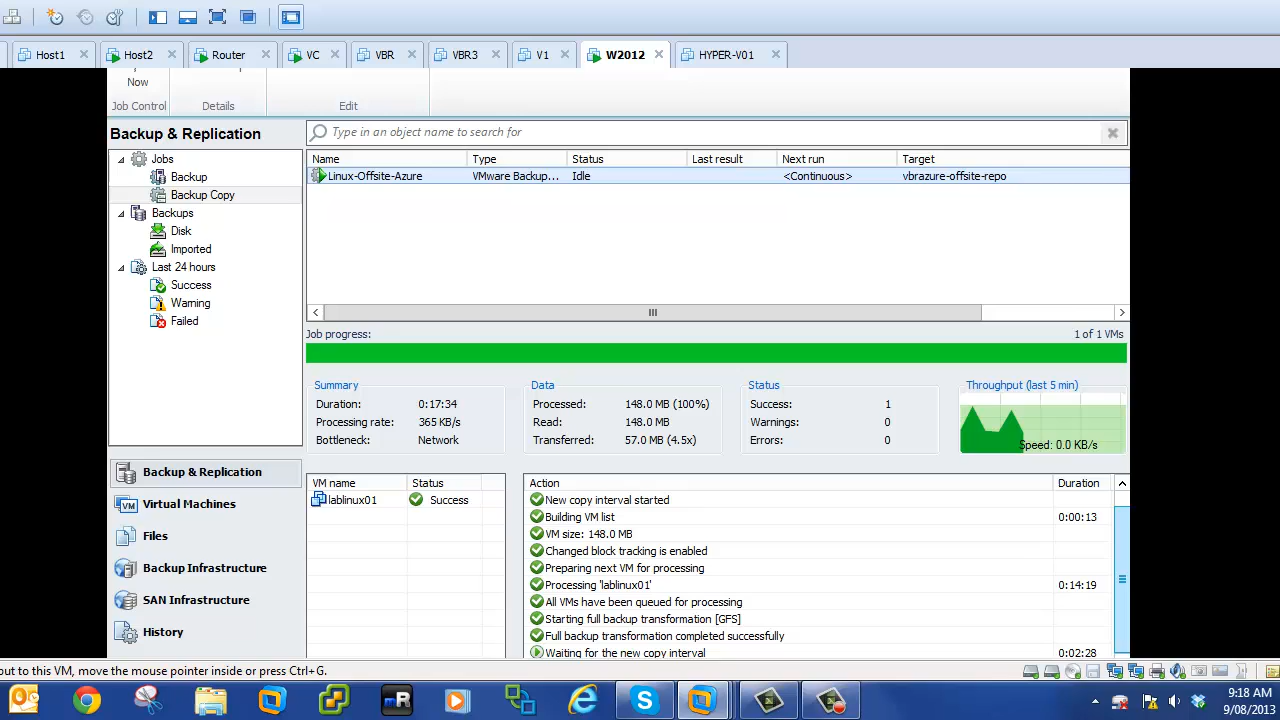 Host1
Host2
Router
VC
VBR
VBR3
V1
W2012
HYPER-V01
Now
Job Control
Details
Edit
Backup & Replication
Type in an object name to search for
Jobs
Backup
Backup Copy
Backups
Disk
Imported
Last 24 hours
Success
Warning
Failed
Name Type Status Last result Next run Target
Linux-Offsite-Azure VMware Backup... Idle <Continuous> vbrazure-offsite-repo
Job progress: 1 of 1 VMs
Summary
Duration: 0:17:34
Processing rate: 365 KB/s
Bottleneck: Network
Data
Processed: 148.0 MB (100%)
Read: 148.0 MB
Transferred: 57.0 MB (4.5x)
Status
Success: 1
Warnings: 0
Errors: 0
Throughput (last 5 min)
Speed: 0.0 KB/s
Backup & Replication
Virtual Machines
Files
Backup Infrastructure
SAN Infrastructure
History
VM name Status
lablinux01 Success
Action Duration
New copy interval started
Building VM list 0:00:13
VM size: 148.0 MB
Changed block tracking is enabled
Preparing next VM for processing
Processing 'lablinux01' 0:14:19
All VMs have been queued for processing
Starting full backup transformation [GFS]
Full backup transformation completed successfully
Waiting for the new copy interval 0:02:28
put to this VM, move the mouse pointer inside or press Ctrl+G.
9:18 AM
9/08/2013